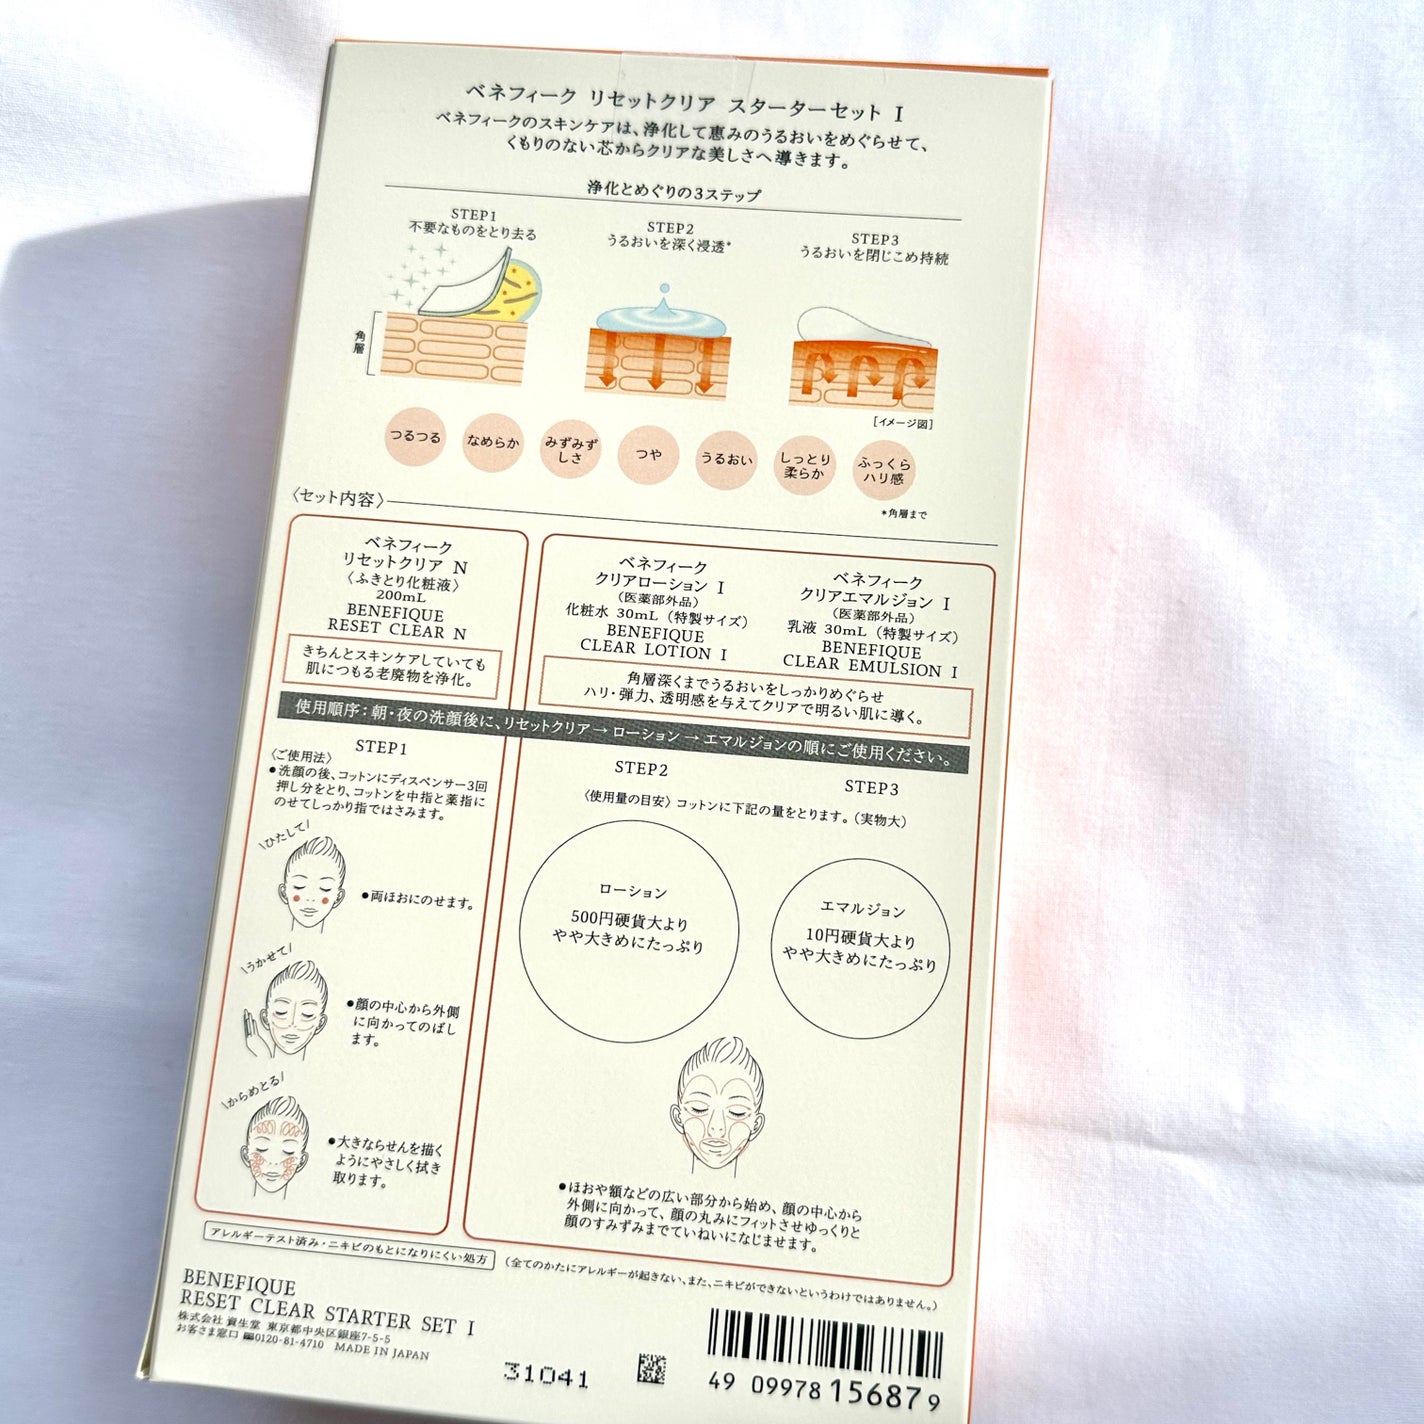 ベネフィーク リセットクリア スターターセット I
ベネフィークのスキンケアは、浄化して恵みのうるおいをめぐらせて、
くもりのない芯からクリアな美しさへ導きます。
浄化とめぐりの3ステップ
STEP1
不要なものをとり去る
STEP2
うるおいを深く浸透*
STEP3
うるおいを閉じこめ持続
角層
[イメージ図]
つるつる
なめらか
みずみず
しさ
つや
うるおい
しっとり
柔らか
ふっくら
ハリ感
*角層まで
〈セット内容〉
ベネフィーク
リセットクリア N
〈ふきとり化粧液〉
200mL
BENEFIQUE
RESET CLEAR N
きちんとスキンケアしていても
肌につもる老廃物を浄化。
ベネフィーク
クリアローション I
(医薬部外品)
化粧水 30mL (特製サイズ)
BENEFIQUE
CLEAR LOTION I
ベネフィーク
クリアエマルジョン I
(医薬部外品)
乳液 30mL (特製サイズ)
BENEFIQUE
CLEAR EMULSION I
角層深くまでうるおいをしっかりめぐらせ
ハリ・弾力、透明感を与えてクリアで明るい肌に導く。
使用順序：朝・夜の洗顔後に、リセットクリア→ローション→エマルジョンの順にご使用ください。
〈ご使用法〉
STEP1
●洗顔の後、コットンにディスペンサー3回
押し分をとり、コットンを中指と薬指に
のせてしっかり指ではさみます。
\ひたして/
●両ほおにのせます。
\うかせて/
●顔の中心から外側
に向かってのばし
ます。
\からめとる/
●大きならせんを描く
ようにやさしく拭き
取ります。
STEP2
STEP3
〈使用量の目安〉コットンに下記の量をとります。(実物大)
ローション
500円硬貨大より
やや大きめにたっぷり
エマルジョン
10円硬貨大より
やや大きめにたっぷり
●ほおや額などの広い部分から始め、顔の中心から
外側に向かって、顔の丸みにフィットさせゆっくりと
顔のすみずみまでていねいになじませます。
アレルギーテスト済み・ニキビのもとになりにくい処方
(全てのかたにアレルギーが起きない、また、ニキビができないというわけではありません。)
BENEFIQUE
RESET CLEAR STARTER SET I
株式会社 資生堂 東京都中央区銀座7-5-5
お客さま窓口 0120-81-4710 MADE IN JAPAN
31041
49 09978 156879